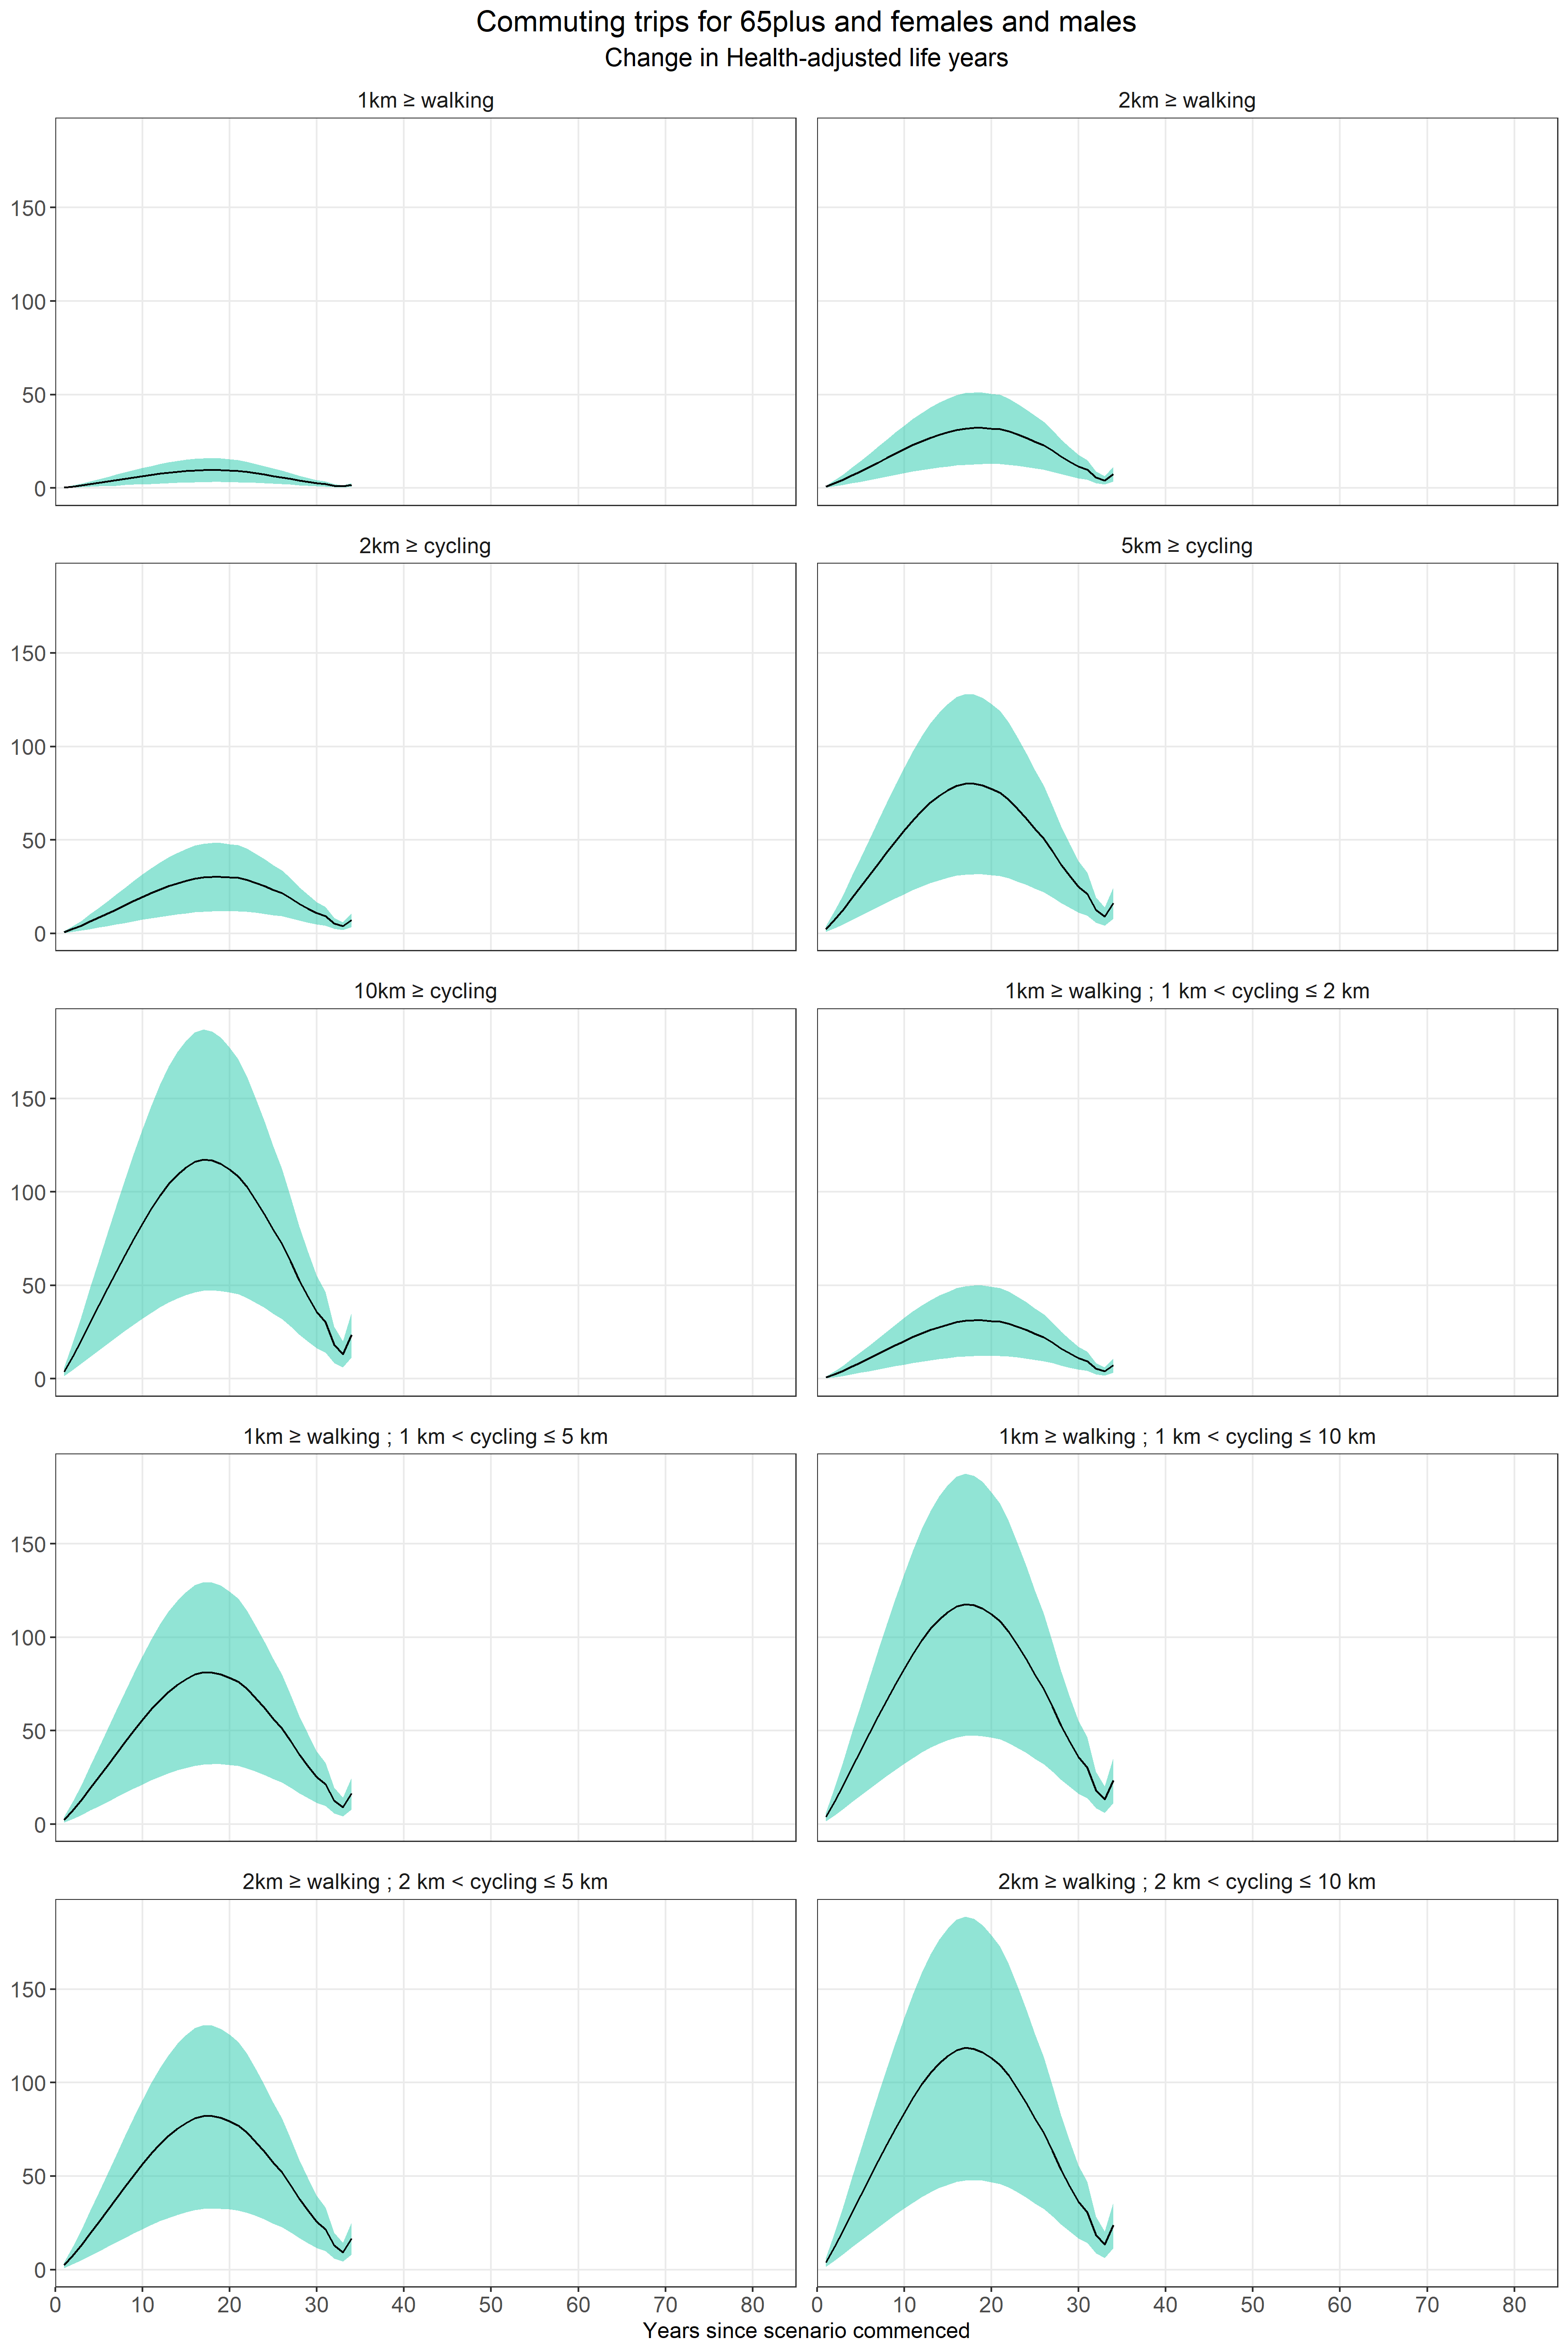 Commuting trips for 65plus and females and males
Change in Health-adjusted life years
1km ≥ walking
2km ≥ walking
150
100
50
0
2km ≥ cycling
5km ≥ cycling
150
100
50
0
10km ≥ cycling
1km ≥ walking ; 1 km < cycling ≤ 2 km
150
100
50
0
1km ≥ walking ; 1 km < cycling ≤ 5 km
1km ≥ walking ; 1 km < cycling ≤ 10 km
150
100
50
0
2km ≥ walking ; 2 km < cycling ≤ 5 km
2km ≥ walking ; 2 km < cycling ≤ 10 km
150
100
50
0
0 10 20 30 40 50 60 70 80
0 10 20 30 40 50 60 70 80
Years since scenario commenced